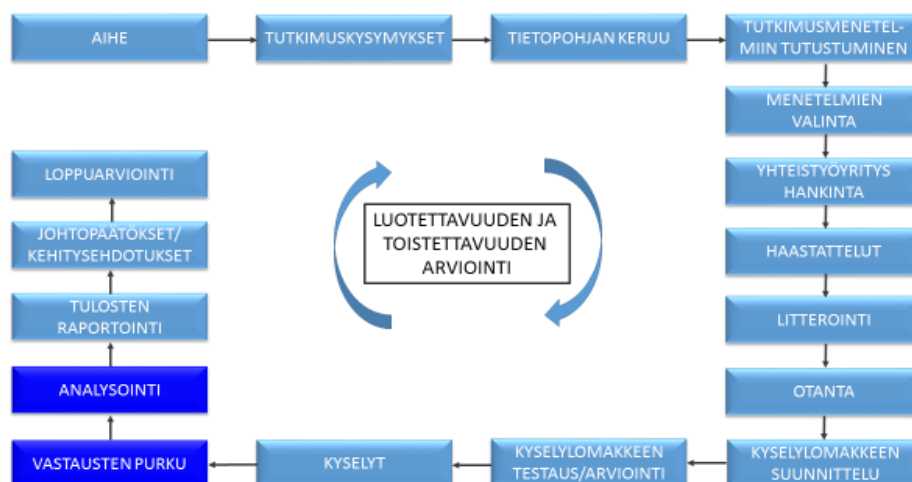 AIHE
TUTKIMUSKYSYMYKSET
TIETOPOHJAN KERUU
TUTKIMUSMENETEL-
MIIN TUTUSTUMINEN
MENETELMIEN
VALINTA
YHTEISTYÖYRITYS
HANKINTA
HAASTATTELUT
LITTEROINTI
OTANTA
KYSELYLOMAKKEEN
SUUNNITTELU
KYSELYLOMAKKEEN
TESTAUS/ARVIOINTI
KYSELYT
VASTAUSTEN PURKU
ANALYSOINTI
TULOSTEN
RAPORTOINTI
JOHTOPÄÄTÖKSET/
KEHITYSEHDOTUKSET
LOPPUARVIOINTI
LUOTETTAVUUDEN JA
TOISTETTAVUUDEN
ARVIOINTI